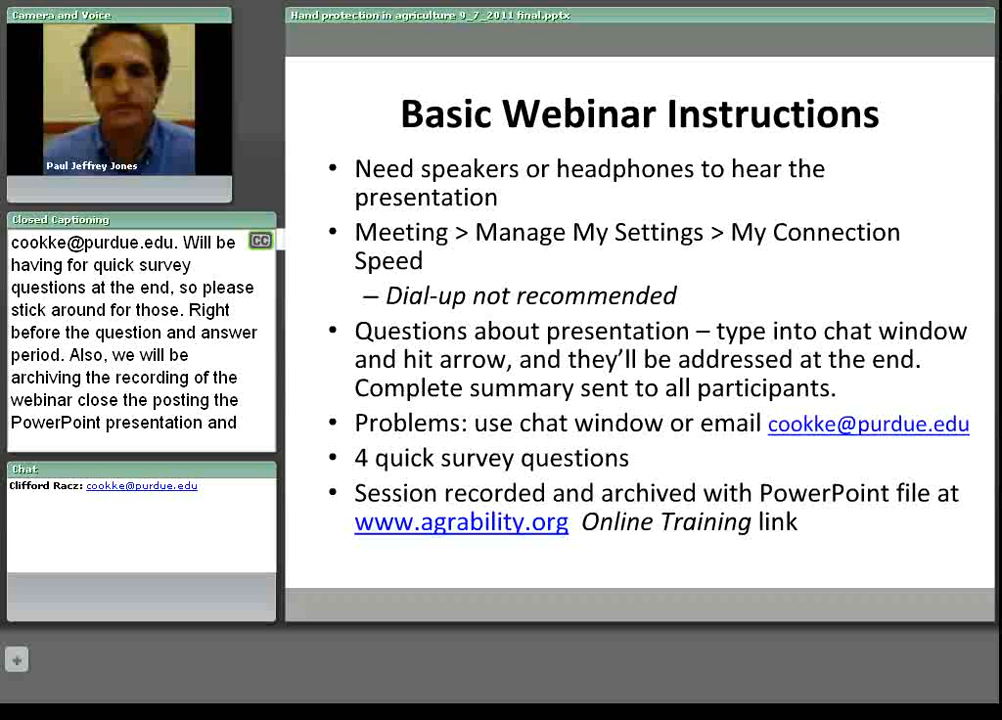 Camera and Voice
Paul Jeffrey Jones
Closed Captioning
cookke@purdue.edu. Will be
having for quick survey
questions at the end, so please
stick around for those. Right
before the question and answer
period. Also, we will be
archiving the recording of the
webinar close the posting the
PowerPoint presentation and
CC
Chat
Clifford Racz: cookke@purdue.edu
Hand protection in agriculture 9_7_2011 final.pptx
Basic Webinar Instructions
• Need speakers or headphones to hear the
presentation
• Meeting > Manage My Settings > My Connection
Speed
– Dial-up not recommended
• Questions about presentation – type into chat window
and hit arrow, and they’ll be addressed at the end.
Complete summary sent to all participants.
• Problems: use chat window or email cookke@purdue.edu
• 4 quick survey questions
• Session recorded and archived with PowerPoint file at
www.agrability.org Online Training link